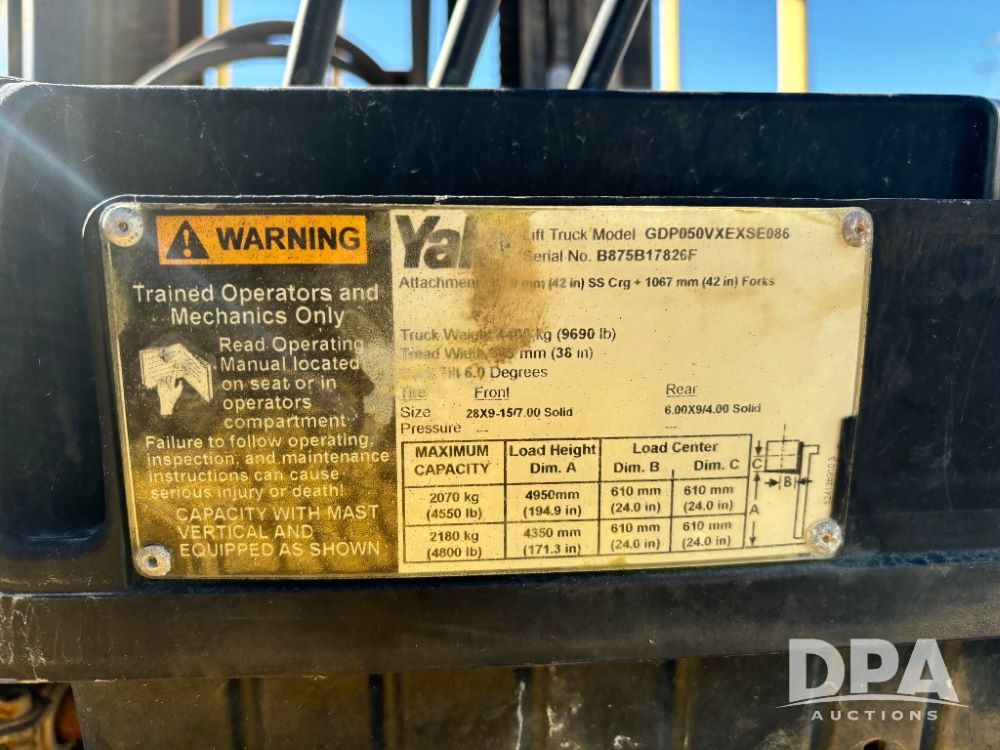 WARNING
Trained Operators and
Mechanics Only
Read Operating
Manual located
on seat or in
operators
compartment.
Failure to follow operating,
inspection, and maintenance
instructions can cause
serious injury or death!
CAPACITY WITH MAST
VERTICAL AND
EQUIPPED AS SHOWN
Yale
Lift Truck Model GDP050VXEXSE086
Serial No. B875B17826F
Attachment mm (42 in) SS Crg + 1067 mm (42 in) Forks
Truck Weight kg (9690 lb)
Tread Width mm (38 in)
Tilt 6.0 Degrees
Tire Front Rear
Size 28X9-15/7.00 Solid 6.00X9/4.00 Solid
Pressure --- ---
MAXIMUM CAPACITY Load Height Dim. A Load Center Dim. B Dim. C
2070 kg (4550 lb) 4950mm (194.9 in) 610 mm (24.0 in) 610 mm (24.0 in)
2180 kg (4800 lb) 4350 mm (171.3 in) 610 mm (24.0 in) 610 mm (24.0 in)
C
B
A
DPA
AUCTIONS